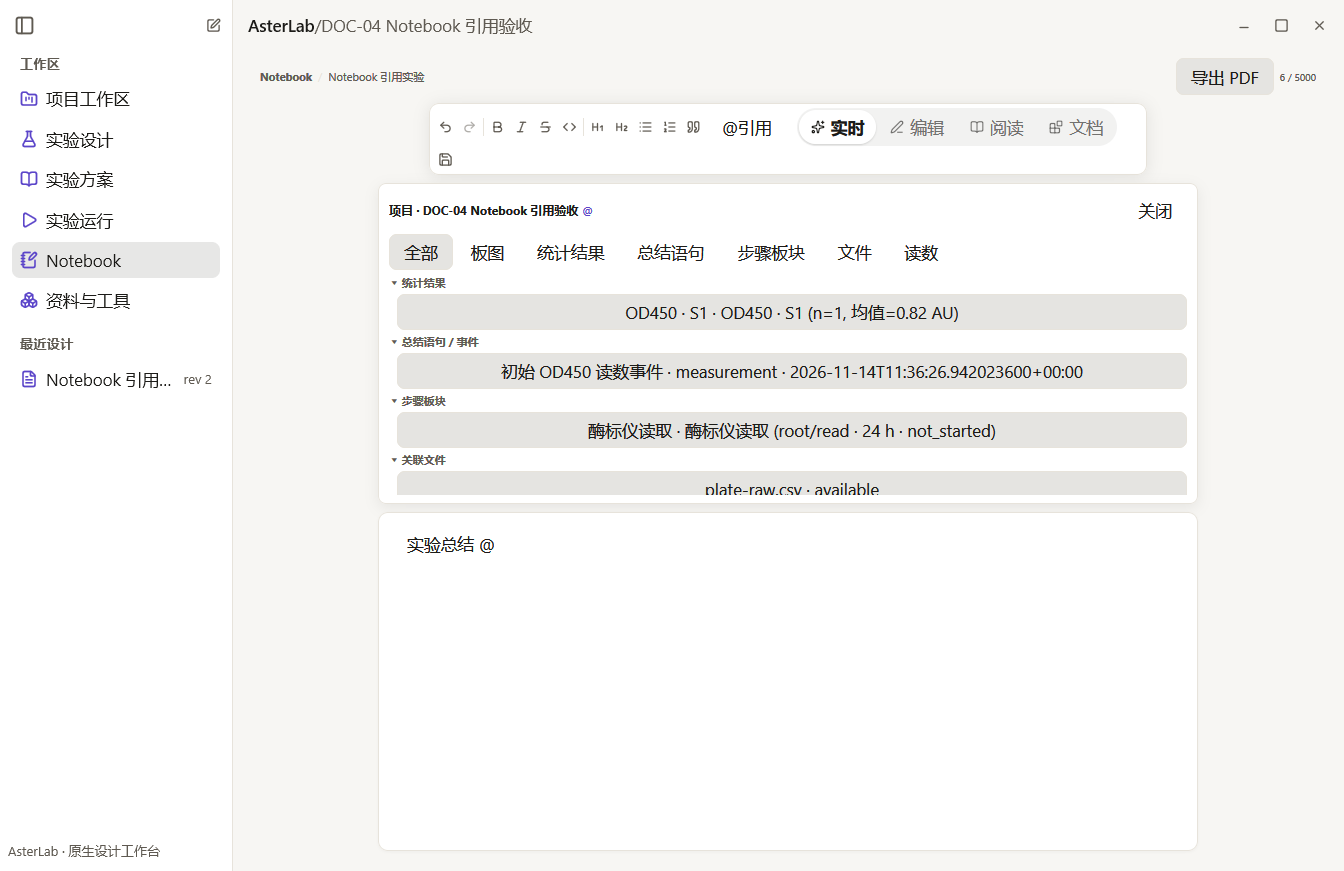 AsterLab/DOC-04 Notebook 引用验收
工作区
项目工作区
实验设计
实验方案
实验运行
Notebook
资料与工具
最近设计
Notebook 引用... rev 2
AsterLab · 原生设计工作台
Notebook / Notebook 引用实验
导出 PDF 6 / 5000
B I S <> H1 H2 @引用 实时 编辑 阅读 文档
项目 · DOC-04 Notebook 引用验收 @
关闭
全部 板图 统计结果 总结语句 步骤板块 文件 读数
统计结果
OD450 · S1 · OD450 · S1 (n=1, 均值=0.82 AU)
总结语句 / 事件
初始 OD450 读数事件 · measurement · 2026-11-14T11:36:26.942023600+00:00
步骤板块
酶标仪读取 · 酶标仪读取 (root/read · 24 h · not_started)
关联文件
plate-raw.csv · available
实验总结 @